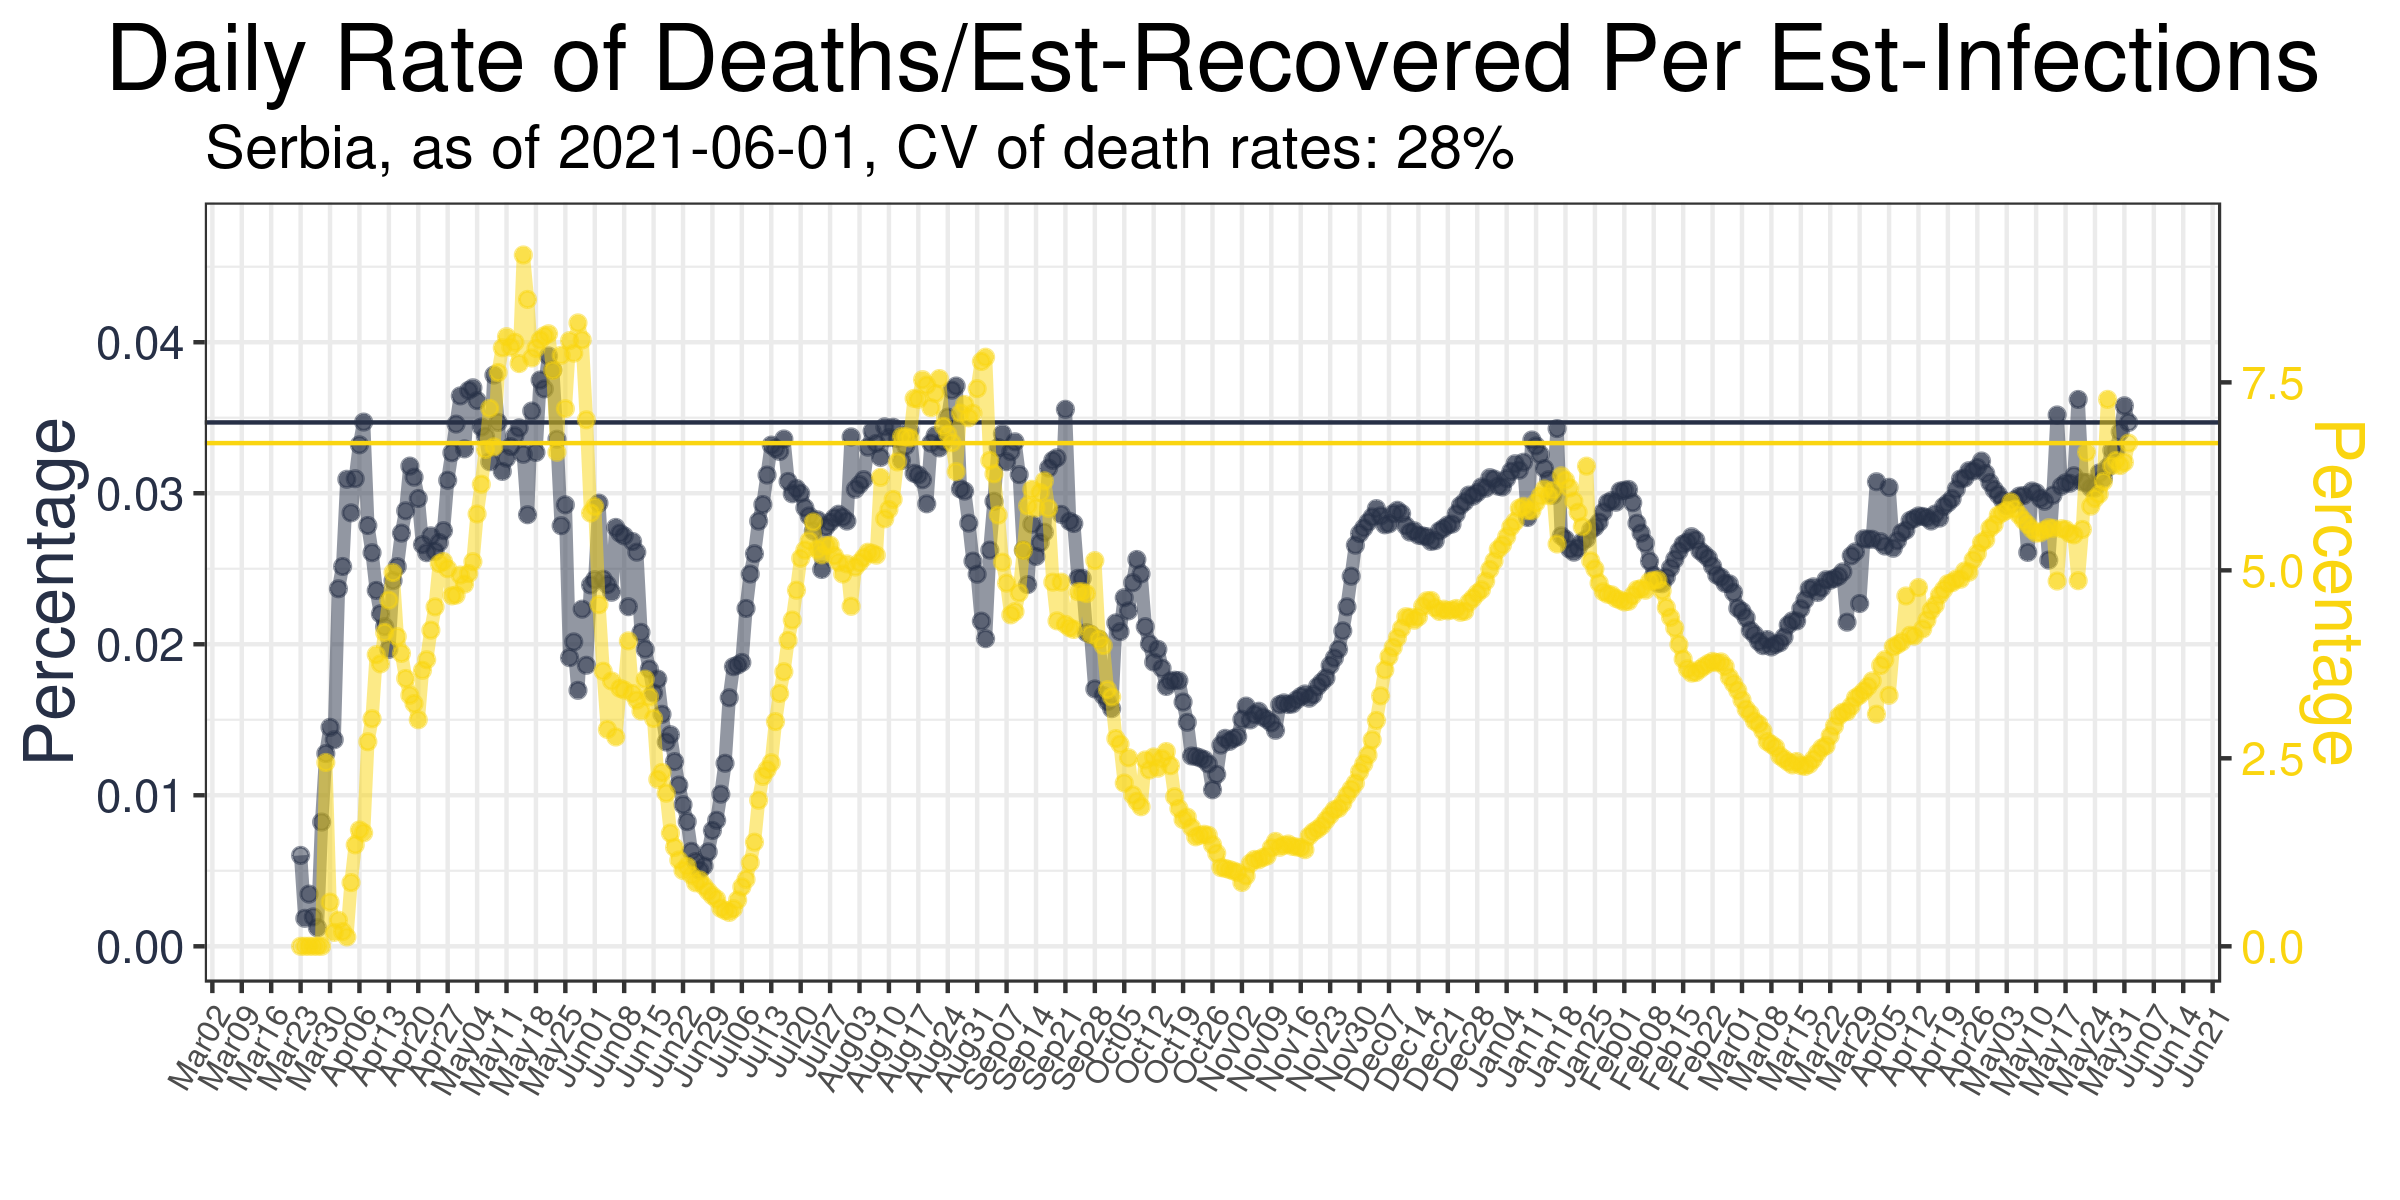 Daily Rate of Deaths/Est-Recovered Per Est-Infections
Serbia, as of 2021-06-01, CV of death rates: 28%
Percentage
0.04
0.03
0.02
0.01
0.00
7.5
5.0
2.5
0.0
Percentage
Mar02 Mar09 Mar16 Mar23 Mar30 Apr06 Apr13 Apr20 Apr27 May04 May11 May18 May25 Jun01 Jun08 Jun15 Jun22 Jun29 Jul06 Jul13 Jul20 Jul27 Aug03 Aug10 Aug17 Aug24 Aug31 Sep07 Sep14 Sep21 Sep28 Oct05 Oct12 Oct19 Oct26 Nov02 Nov09 Nov16 Nov23 Nov30 Dec07 Dec14 Dec21 Dec28 Jan04 Jan11 Jan18 Jan25 Feb01 Feb08 Feb15 Feb22 Mar01 Mar08 Mar15 Mar22 Mar29 Apr05 Apr12 Apr19 Apr26 May03 May10 May17 May24 May31 Jun07 Jun14 Jun21